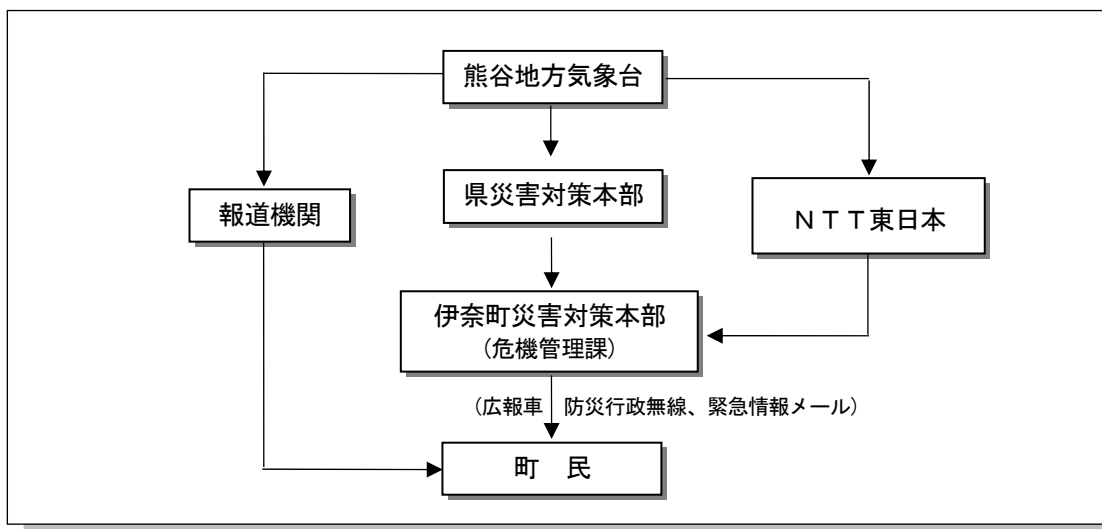 熊谷地方気象台
県災害対策本部
報道機関
ＮＴＴ東日本
伊奈町災害対策本部
(危機管理課)
(広報車　防災行政無線、緊急情報メール)
町　民